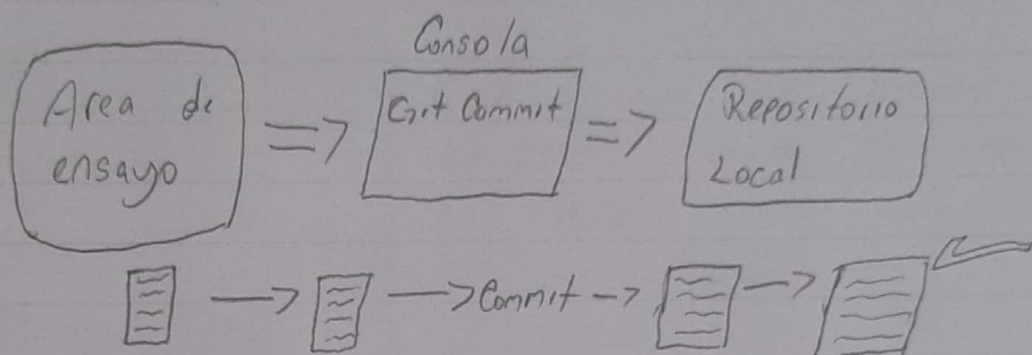 Consola
Area de
ensayo
Git Commit
Repositorio
Local
Commit